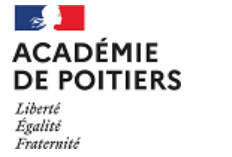 ACADÉMIE
DE POITIERS
Liberté
Égalité
Fraternité